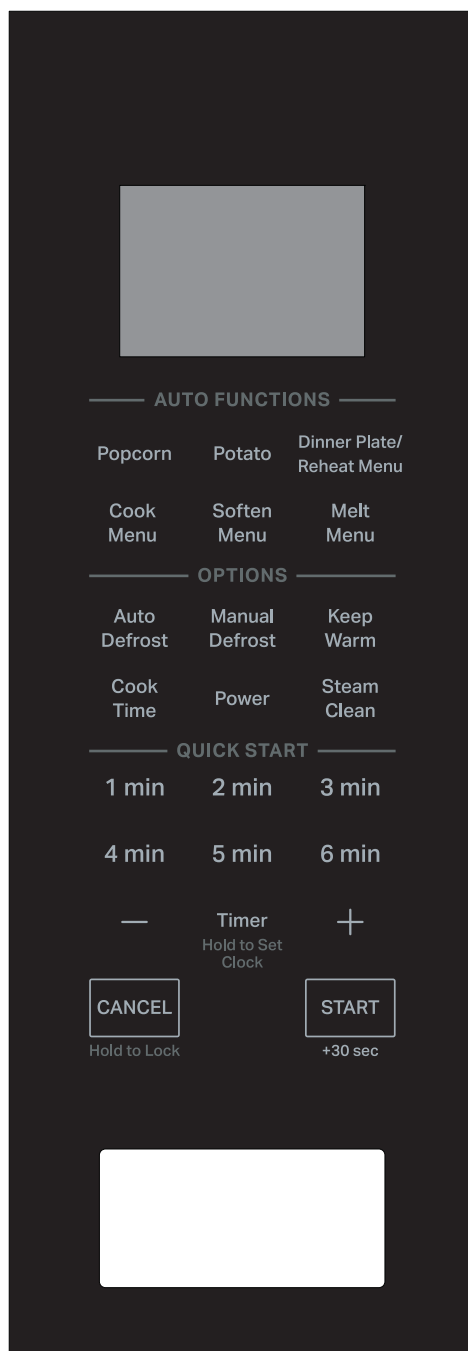 AUTO FUNCTIONS
Popcorn Potato Dinner Plate/
Reheat Menu
Cook Soften Melt
Menu Menu Menu
OPTIONS
Auto Manual Keep
Defrost Defrost Warm
Cook Power Steam
Time Clean
QUICK START
1 min 2 min 3 min
4 min 5 min 6 min
— Timer +
Hold to Set
Clock
CANCEL START
Hold to Lock +30 sec